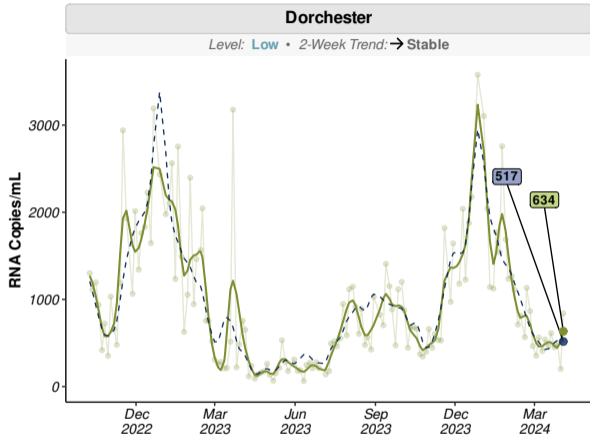 Dorchester
Level: Low • 2-Week Trend: → Stable
RNA Copies/mL
3000
2000
1000
0
517
634
Dec 2022
Mar 2023
Jun 2023
Sep 2023
Dec 2023
Mar 2024